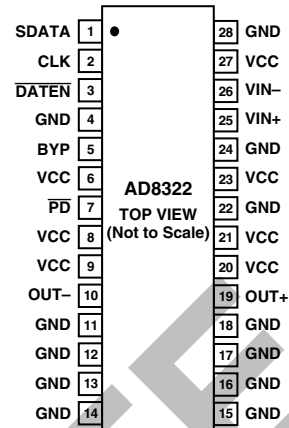 SDATA 1 28 GND
CLK 2 27 VCC
DATEN 3 26 VIN–
GND 4 25 VIN+
BYP 5 24 GND
VCC 6 23 VCC
AD8322
PD 7 22 GND
TOP VIEW
(Not to Scale)
VCC 8 21 VCC
VCC 9 20 VCC
OUT– 10 19 OUT+
GND 11 18 GND
GND 12 17 GND
GND 13 16 GND
GND 14 15 GND